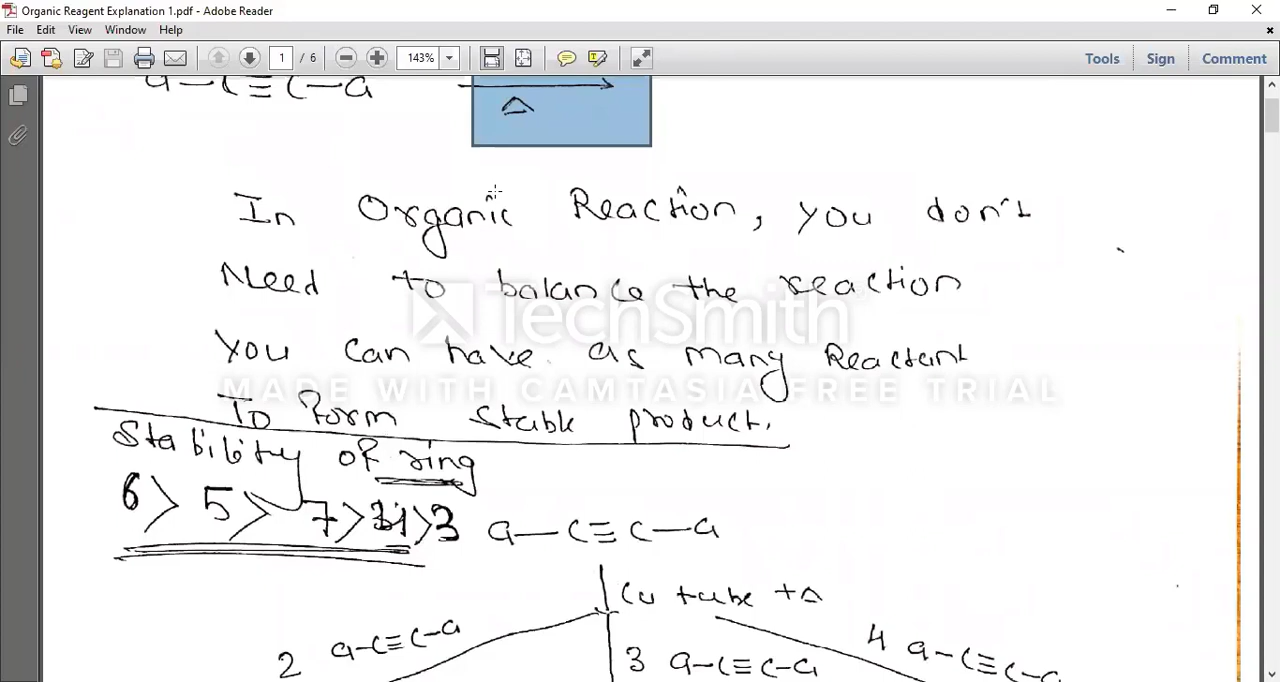 Organic Reagent Explanation 1.pdf - Adobe Reader
File Edit View Window Help
1 / 6 143% Tools Sign Comment
a-C≡C-a
Δ
In Organic Reaction, you don't
Need to balance the reaction
You can have as many Reactant
To form stable product.
TechSmith
MADE WITH CAMTASIA FREE TRIAL
Stability of ring
6 > 5 > 7 > > 3
a-C≡C-a
Cu tube + Δ
2 a-C≡C-a
3 a-C≡C-a
4 a-C≡C-a